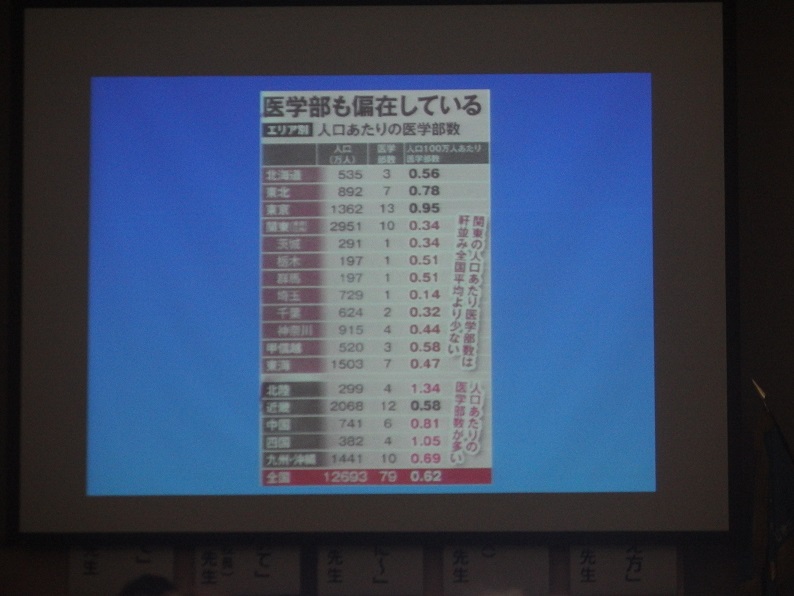 医学部も偏在している
エリア別 人口あたりの医学部数
人口(万人) 医学部数 人口100万人あたり医学部数
北海道 535 3 0.56
東北 892 7 0.78
東京 1362 13 0.95
関東 2951 10 0.34
茨城 291 1 0.34
栃木 197 1 0.51
群馬 197 1 0.51
埼玉 729 1 0.14
千葉 624 2 0.32
神奈川 915 4 0.44
甲信越 520 3 0.58
東海 1503 7 0.47
関東の人口あたり医学部数は
軒並み全国平均より少ない
北陸 299 4 1.34
近畿 2068 12 0.58
中国 741 6 0.81
四国 382 4 1.05
九州・沖縄 1441 10 0.69
人口あたりの
医学部数が多い
全国 12693 79 0.62
先生
先生
先生
先生
先生